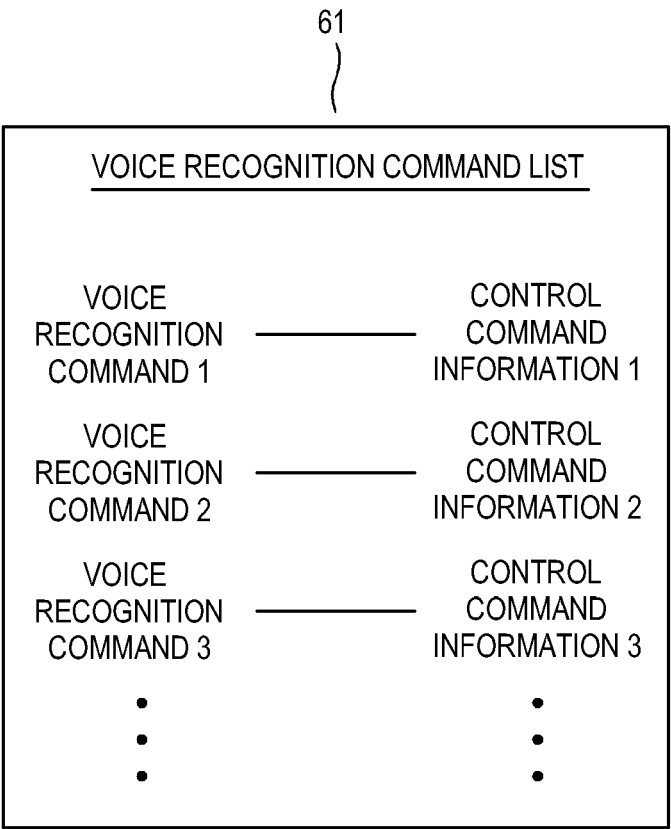 61
VOICE RECOGNITION COMMAND LIST
VOICE
RECOGNITION
COMMAND 1
CONTROL
COMMAND
INFORMATION 1
VOICE
RECOGNITION
COMMAND 2
CONTROL
COMMAND
INFORMATION 2
VOICE
RECOGNITION
COMMAND 3
CONTROL
COMMAND
INFORMATION 3